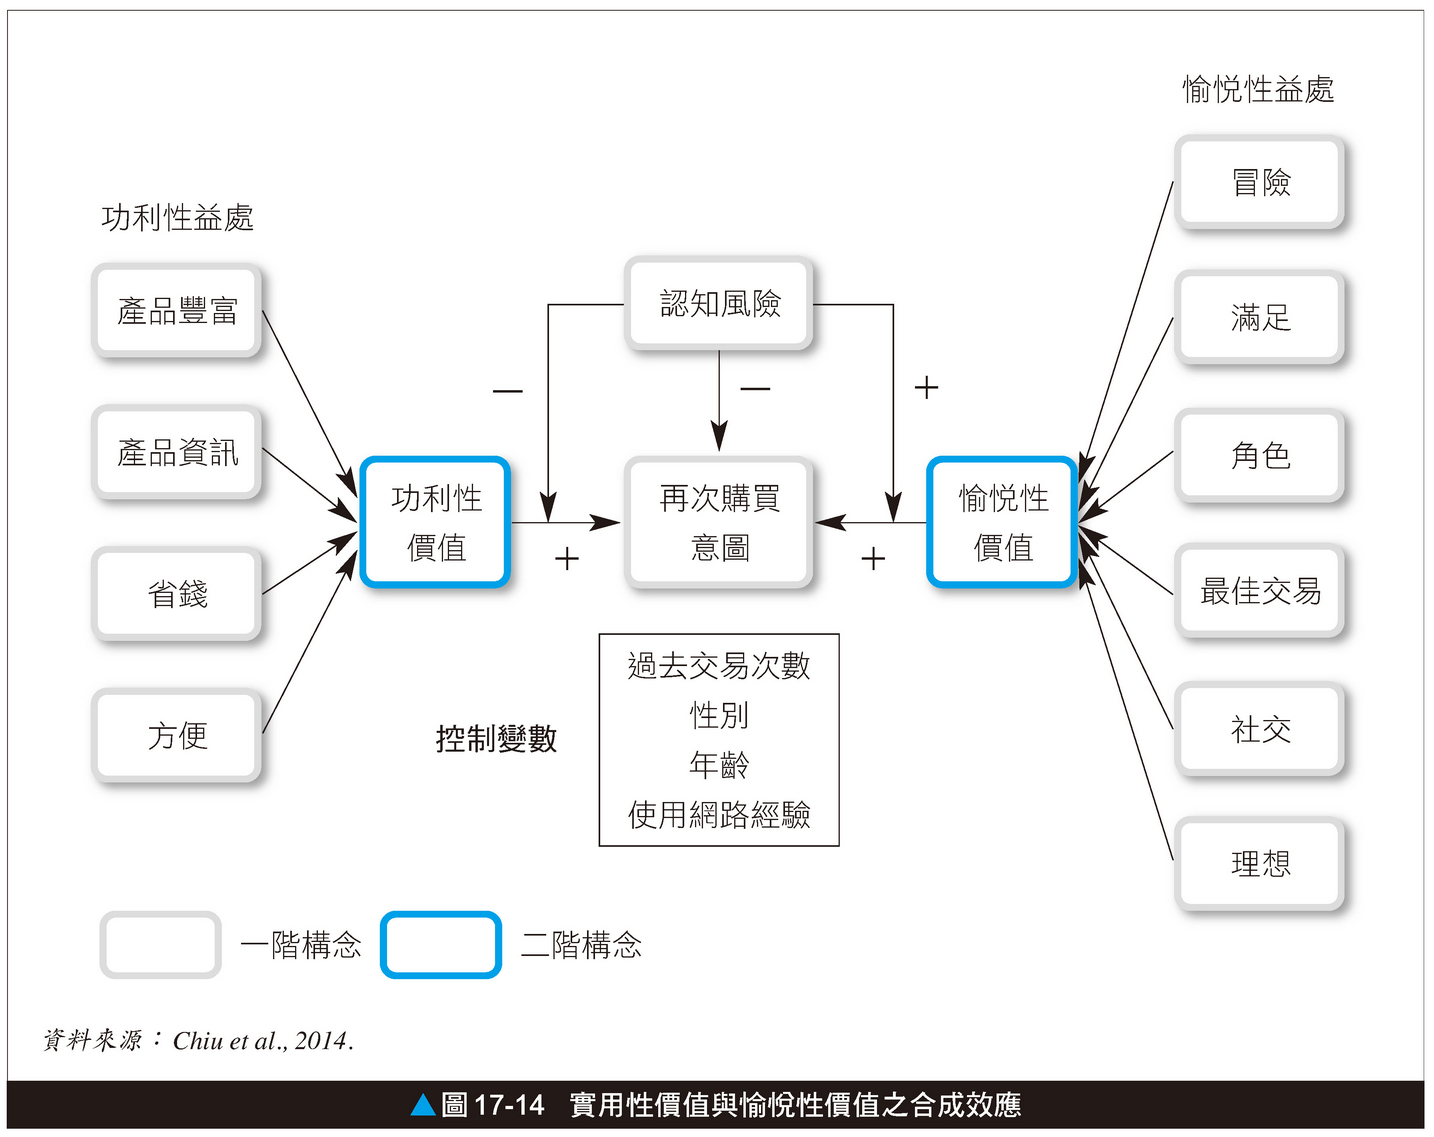 愉悅性益處
冒險
功利性益處
產品豐富
認知風險
滿足
－
－
＋
產品資訊
角色
功利性
價值
再次購買
意圖
愉悅性
價值
＋
＋
省錢
最佳交易
過去交易次數
性別
年齡
使用網路經驗
控制變數
方便
社交
理想
一階構念
二階構念
資料來源：Chiu et al., 2014.
▲圖 17-14 實用性價值與愉悅性價值之合成效應